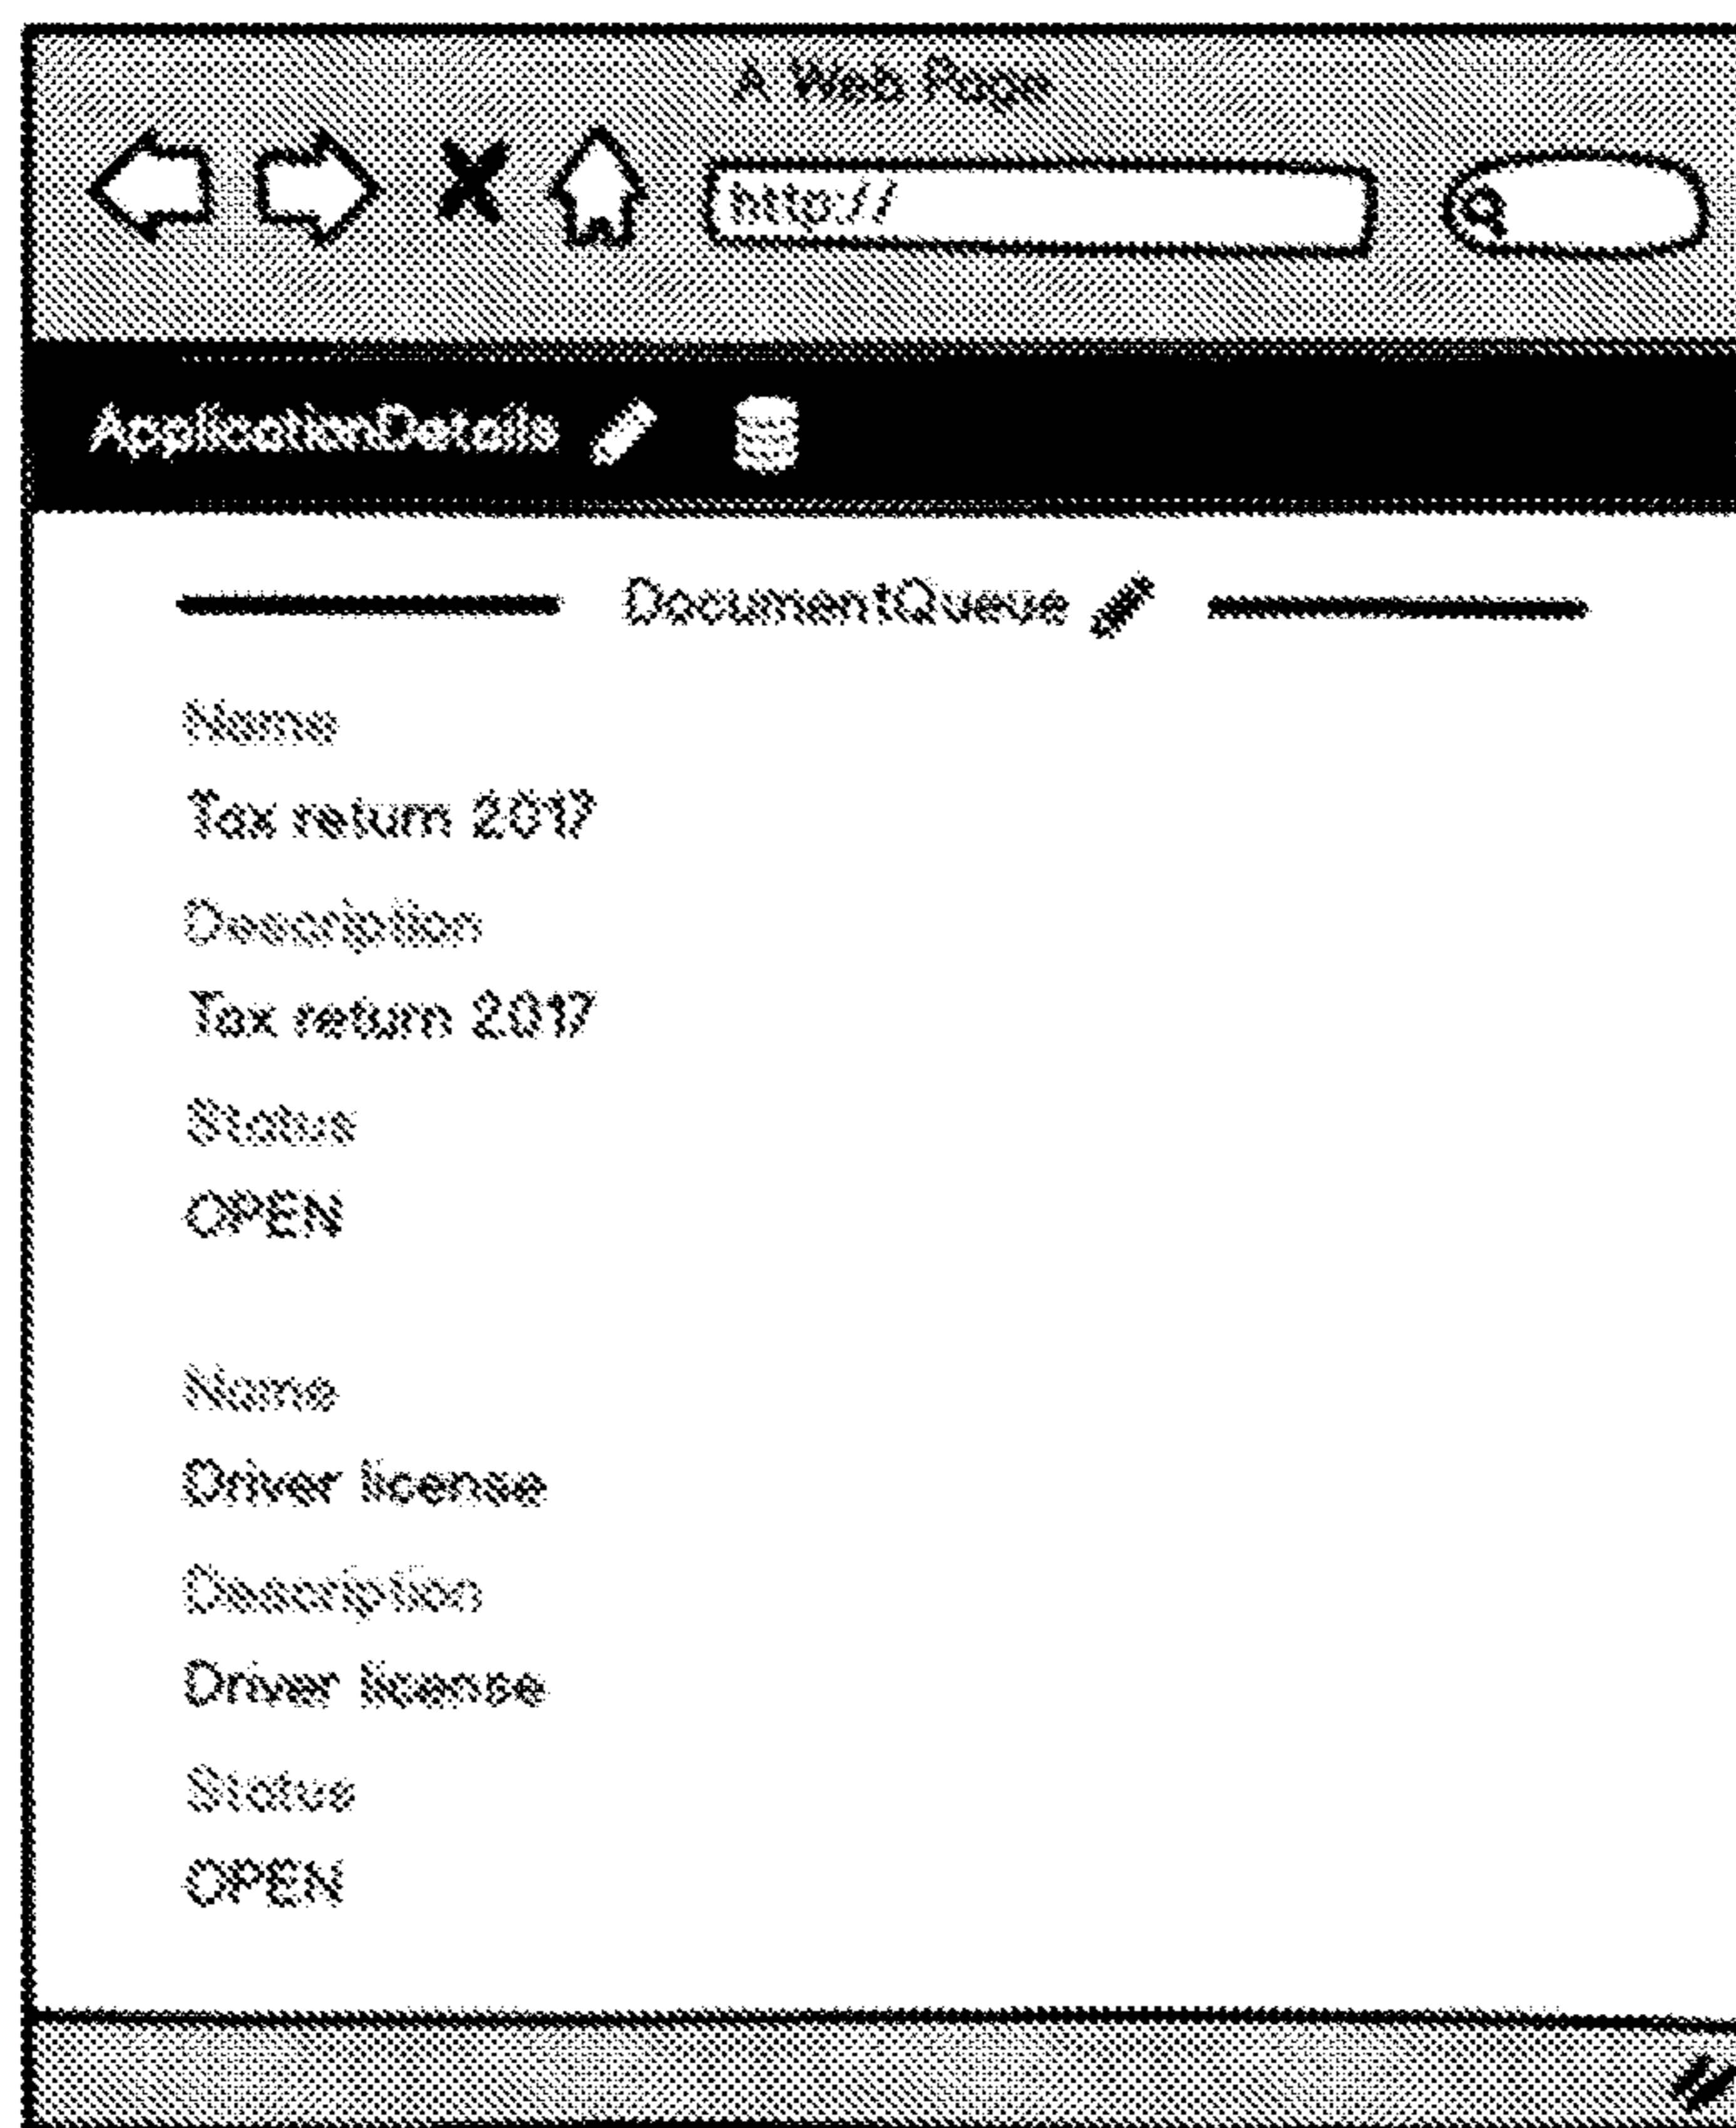 A Web Page
http://
ApplicationDetails
DocumentQueue
Name
Tax return 2017
Description
Tax return 2017
Status
OPEN
Name
Driver license
Description
Driver license
Status
OPEN